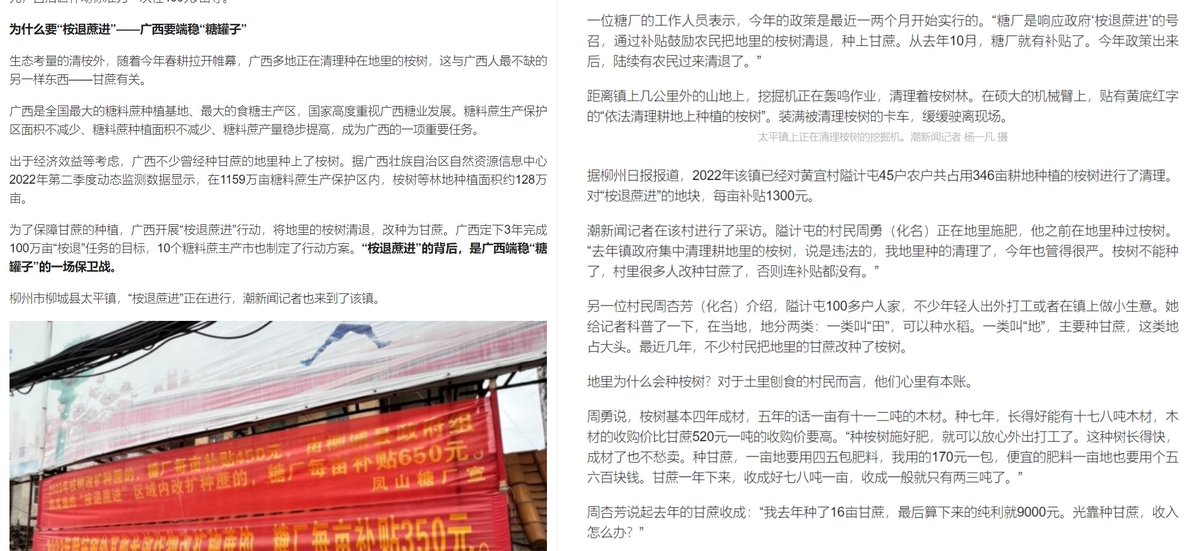 为什么要“桉退蔗进”——广西要端稳“糖罐子”
生态考量的清桉外，随着今年春耕拉开帷幕，广西多地正在清理种在地里的桉树，这与广西人最不缺的
另一样东西——甘蔗有关。
广西是全国最大的糖料蔗种植基地、最大的食糖主产区，国家高度重视广西糖业发展。糖料蔗生产保护
区面积不减少、糖料蔗种植面积不减少、糖料蔗产量稳步提高，成为广西的一项重要任务。
出于经济效益等考虑，广西不少曾经种甘蔗的地里种上了桉树。据广西壮族自治区自然资源信息中心
2022年第二季度动态监测数据显示，在1159万亩糖料蔗生产保护区内，桉树等林地种植面积约128万
亩。
为了保障甘蔗的种植，广西开展“桉退蔗进”行动，将地里的桉树清退，改种为甘蔗。广西定下3年完成
100万亩“桉退”任务的目标，10个糖料蔗主产市也制定了行动方案。“桉退蔗进”的背后，是广西端稳“糖
罐子”的一场保卫战。
柳州市柳城县太平镇，“桉退蔗进”正在进行，潮新闻记者也来到了该镇。
糖厂每亩补贴450元，由柳城县政府组
“桉退蔗进”区域内改扩种蔗的，糖厂每亩补贴650元。
凤山糖厂宣
糖厂每亩补贴350元。
一位糖厂的工作人员表示，今年的政策是最近一两个月开始实行的。“糖厂是响应政府‘桉退蔗进’的号
召，通过补贴鼓励农民把地里的桉树清退，种上甘蔗。从去年10月，糖厂就有补贴了。今年政策出来
后，陆续有农民过来清退了。”
距离镇上几公里外的山地上，挖掘机正在轰鸣作业，清理着桉树林。在硕大的机械臂上，贴有黄底红字
的“依法清理耕地上种植的桉树”。装满被清理桉树的卡车，缓缓驶离现场。
太平镇上正在清理桉树的挖掘机。潮新闻记者 杨一凡 摄
据柳州日报报道，2022年该镇已经对黄宜村隘计屯45户农户共占用346亩耕地种植的桉树进行了清理。
对“桉退蔗进”的地块，每亩补贴1300元。
潮新闻记者在该村进行了采访。隘计屯的村民周勇（化名）正在地里施肥，他之前在地里种过桉树。
“去年镇政府集中清理耕地里的桉树，说是违法的，我地里种的清理了，今年也管得很严。桉树不能种
了，村里很多人改种甘蔗了，否则连补贴都没有。”
另一位村民周杏芳（化名）介绍，隘计屯100多户人家，不少年轻人出外打工或者在镇上做小生意。她
给记者科普了一下，在当地，地分两类：一类叫“田”，可以种水稻。一类叫“地”，主要种甘蔗，这类地
占大头。最近几年，不少村民把地里的甘蔗改种了桉树。
地里为什么会种桉树？对于土里刨食的村民而言，他们心里有本账。
周勇说，桉树基本四年成材，五年的话一亩有十一二吨的木材。种七年，长得好能有十七八吨木材，木
材的收购价比甘蔗520元一吨的收购价要高。“种桉树施好肥，就可以放心外出打工了。这种树长得快，
成材了也不愁卖。种甘蔗，一亩地要用四五包肥料，我用的170元一包，便宜的肥料一亩地也要用个五
六百块钱。甘蔗一年下来，收成好七八吨一亩，收成一般就只有两三吨了。”
周杏芳说起去年的甘蔗收成：“我去年种了16亩甘蔗，最后算下来的纯利就9000元。光靠种甘蔗，收入
怎么办？”